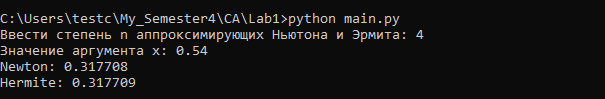 C:\Users\testc\My_Semester4\CA\Lab1>python main.py
Ввести степень n аппроксимирующих Ньютона и Эрмита: 4
Значение аргумента x: 0.54
Newton: 0.317708
Hermite: 0.317709